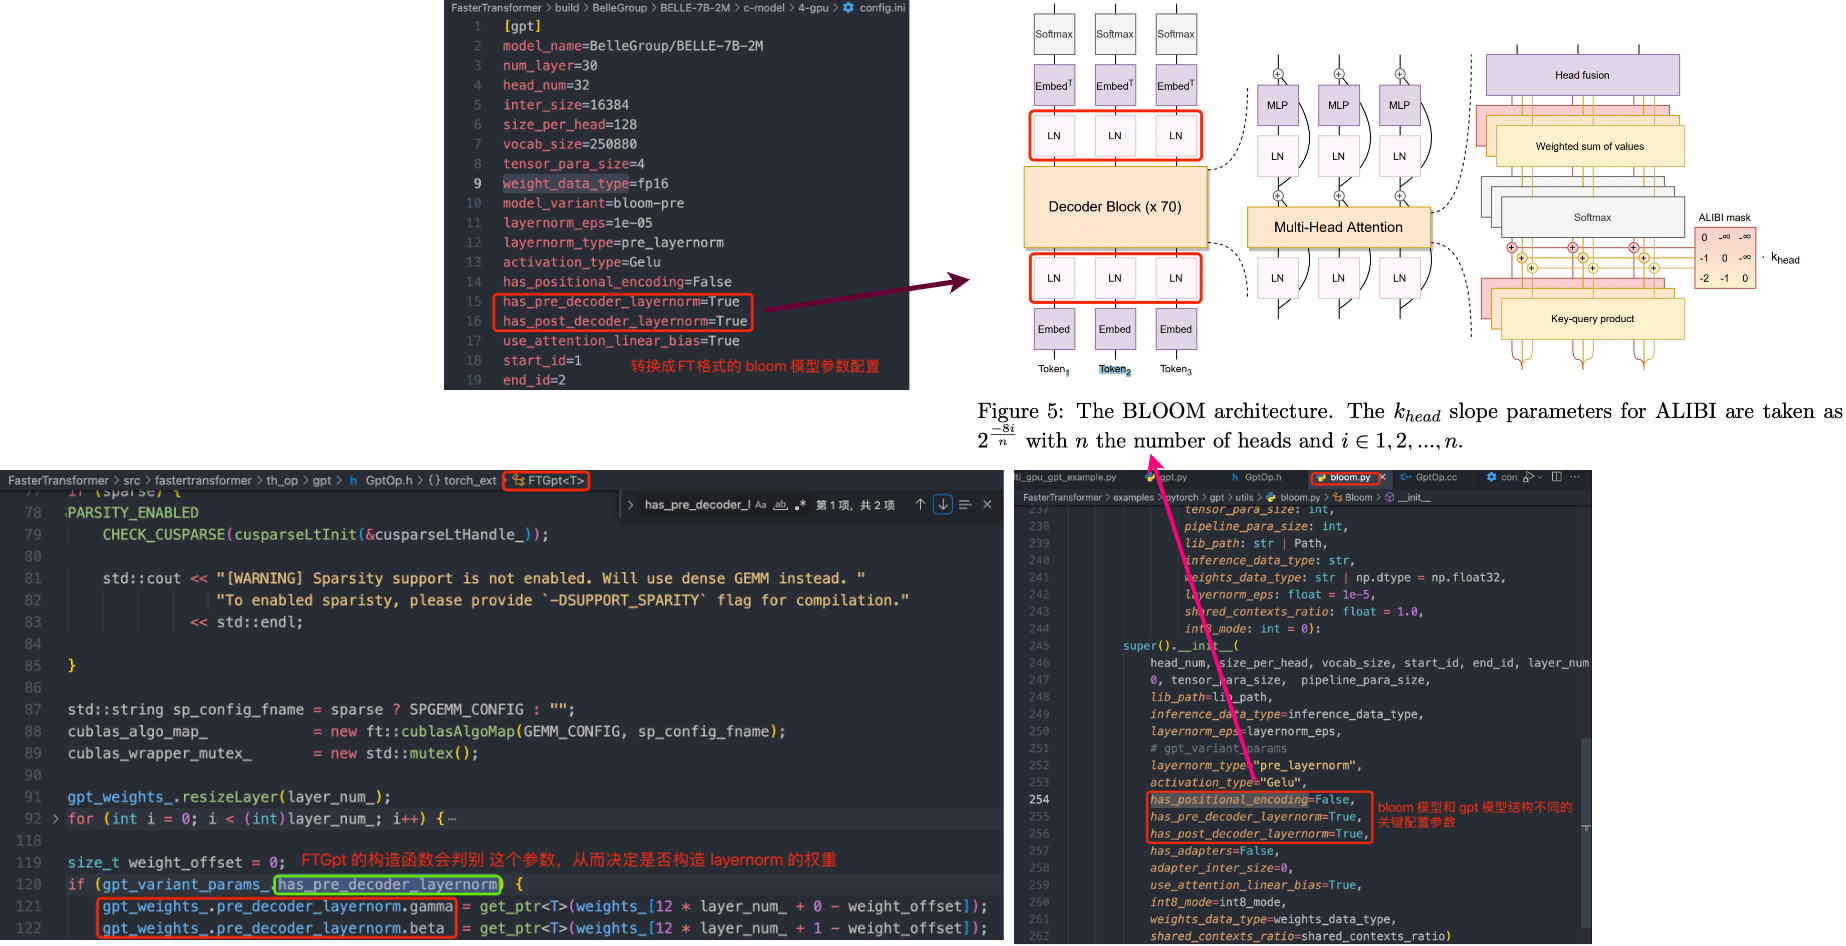 FasterTransformer > build > BelleGroup > BELLE-7B-2M > c-model > 4-gpu > config.ini
1 [gpt]
2 model_name=BelleGroup/BELLE-7B-2M
3 num_layer=30
4 head_num=32
5 inter_size=16384
6 size_per_head=128
7 vocab_size=250880
8 tensor_para_size=4
9 weight_data_type=fp16
10 model_variant=bloom-pre
11 layernorm_eps=1e-05
12 layernorm_type=pre_layernorm
13 activation_type=Gelu
14 has_positional_encoding=False
15 has_pre_decoder_layernorm=True
16 has_post_decoder_layernorm=True
17 use_attention_linear_bias=True
18 start_id=1
19 end_id=2
转换成FT格式的 bloom 模型参数配置
Softmax Softmax Softmax
Embedᵀ Embedᵀ Embedᵀ
LN LN LN
Decoder Block (x 70)
LN LN LN
Embed Embed Embed
Token₁ Token₂ Token₃
MLP MLP MLP
LN LN LN
Multi-Head Attention
LN LN LN
Head fusion
Weighted sum of values
Softmax
Key-query product
ALIBI mask
0 -∞ -∞
-1 0 -∞
-2 -1 0
· k_head
Figure 5: The BLOOM architecture. The k_head slope parameters for ALIBI are taken as
2^(-8i/n) with n the number of heads and i ∈ 1, 2, ..., n.
FasterTransformer > src > fastertransformer > th_op > gpt > h GptOp.h > {} torch_ext > FTGpt<T>
has_pre_decoder_l Aa ab .* 第 1 项，共 2 项
77 if (sparse) {
78 PARSITY_ENABLED
79 CHECK_CUSPARSE(cusparseLtInit(&cusparseLtHandle_));
80
81 std::cout << "[WARNING] Sparsity support is not enabled. Will use dense GEMM instead. "
82 "To enabled sparisty, please provide `-DSUPPORT_SPARITY` flag for compilation."
83 << std::endl;
84
85 }
86
87 std::string sp_config_fname = sparse ? SPGEMM_CONFIG : "";
88 cublas_algo_map_ = new ft::cublasAlgoMap(GEMM_CONFIG, sp_config_fname);
89 cublas_wrapper_mutex_ = new std::mutex();
90
91 gpt_weights_.resizeLayer(layer_num_);
92 > for (int i = 0; i < (int)layer_num_; i++) {⋯
118
119 size_t weight_offset = 0; FTGpt 的构造函数会判别 这个参数，从而决定是否构造 layernorm 的权重
120 if (gpt_variant_params_.has_pre_decoder_layernorm) {
121 gpt_weights_.pre_decoder_layernorm.gamma = get_ptr<T>(weights_[12 * layer_num_ + 0 - weight_offset]);
122 gpt_weights_.pre_decoder_layernorm.beta = get_ptr<T>(weights_[12 * layer_num_ + 1 - weight_offset]);
ti_gpu_gpt_example.py gpt.py h GptOp.h bloom.py C++ GptOp.cc con
FasterTransformer > examples > pytorch > gpt > utils > bloom.py > Bloom > __init__
237 tensor_para_size: int,
238 pipeline_para_size: int,
239 lib_path: str | Path,
240 inference_data_type: str,
241 weights_data_type: str | np.dtype = np.float32,
242 layernorm_eps: float = 1e-5,
243 shared_contexts_ratio: float = 1.0,
244 int8_mode: int = 0):
245 super().__init__(
246 head_num, size_per_head, vocab_size, start_id, end_id, layer_num
247 0, tensor_para_size, pipeline_para_size,
248 lib_path=lib_path,
249 inference_data_type=inference_data_type,
250 layernorm_eps=layernorm_eps,
251 # gpt_variant_params
252 layernorm_type="pre_layernorm",
253 activation_type="Gelu",
254 has_positional_encoding=False,
255 has_pre_decoder_layernorm=True,
256 has_post_decoder_layernorm=True,
257 has_adapters=False,
258 adapter_inter_size=0,
259 use_attention_linear_bias=True,
260 int8_mode=int8_mode,
261 weights_data_type=weights_data_type,
262 shared_contexts_ratio=shared_contexts_ratio)
bloom 模型和 gpt 模型结构不同的
关键配置参数